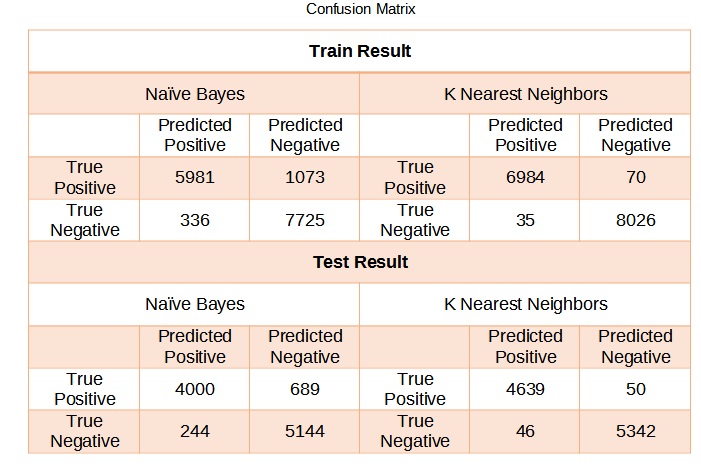 Confusion Matrix
Train Result
Naïve Bayes K Nearest Neighbors
Predicted Positive Predicted Negative Predicted Positive Predicted Negative
True Positive 5981 1073 True Positive 6984 70
True Negative 336 7725 True Negative 35 8026
Test Result
Naïve Bayes K Nearest Neighbors
Predicted Positive Predicted Negative Predicted Positive Predicted Negative
True Positive 4000 689 True Positive 4639 50
True Negative 244 5144 True Negative 46 5342